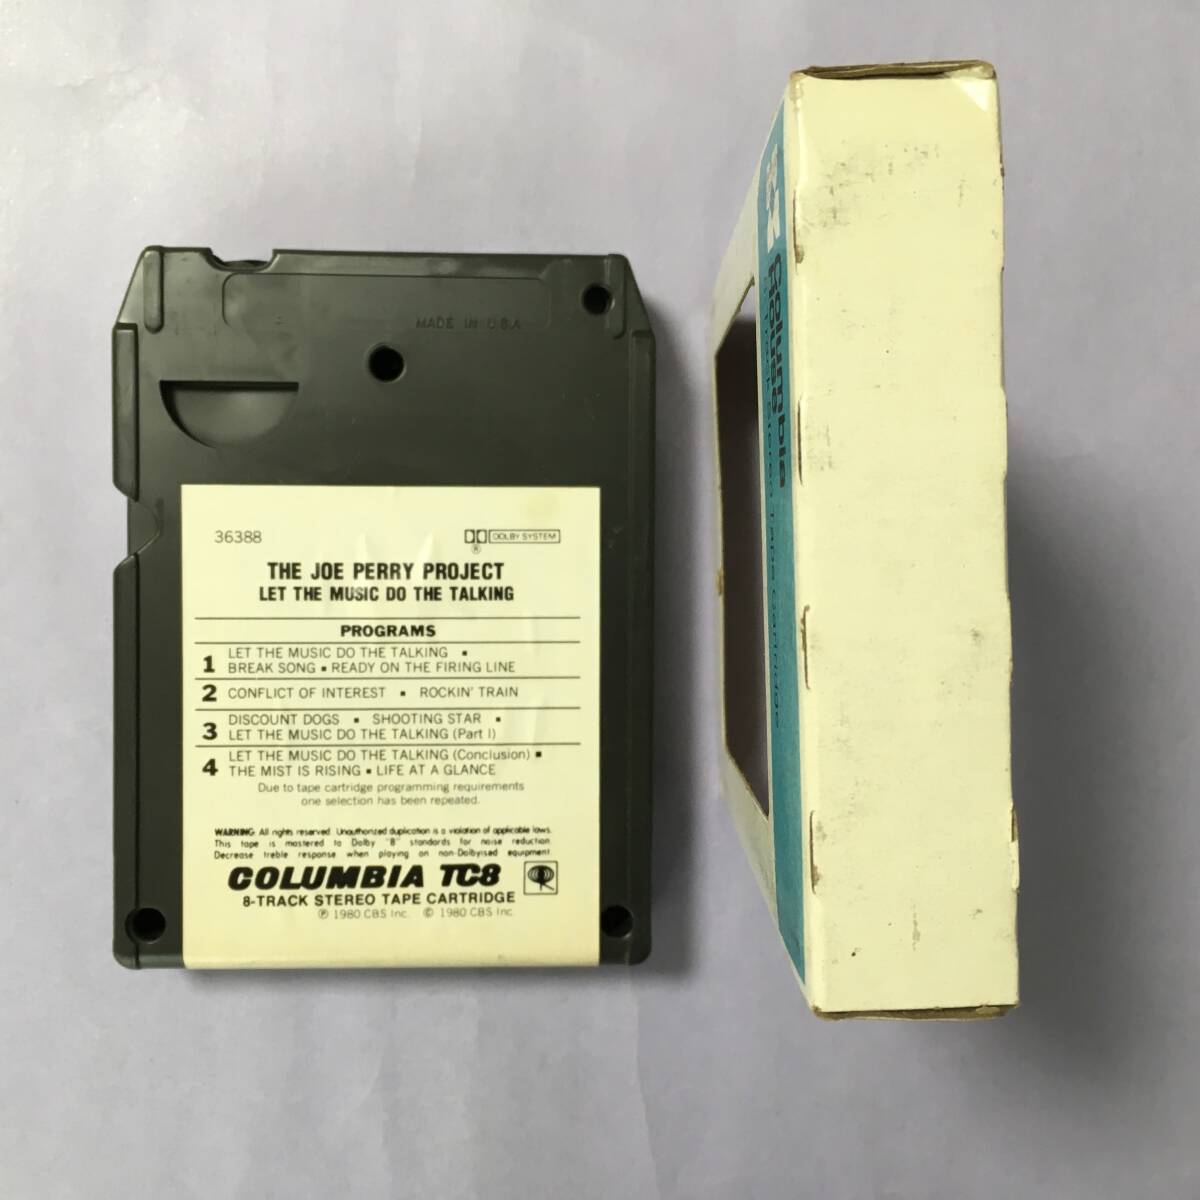 MADE IN U.S.A
36388
DOLBY SYSTEM
®
THE JOE PERRY PROJECT
LET THE MUSIC DO THE TALKING
PROGRAMS
1 LET THE MUSIC DO THE TALKING ▪
BREAK SONG ▪ READY ON THE FIRING LINE
2 CONFLICT OF INTEREST ▪ ROCKIN' TRAIN
3 DISCOUNT DOGS ▪ SHOOTING STAR ▪
LET THE MUSIC DO THE TALKING (Part I)
4 LET THE MUSIC DO THE TALKING (Conclusion) ▪
THE MIST IS RISING ▪ LIFE AT A GLANCE
Due to tape cartridge programming requirements
one selection has been repeated.
WARNING: All rights reserved. Unauthorized duplication is a violation of applicable laws.
This tape is mastered to Dolby "B" standards for noise reduction.
Decrease treble response when playing on non-Dolbyised equipment.
COLUMBIA TC8
8-TRACK STEREO TAPE CARTRIDGE
℗ 1980 CBS Inc. © 1980 CBS Inc.
Columbia
House
8 Track Stereo Tape Cartridge